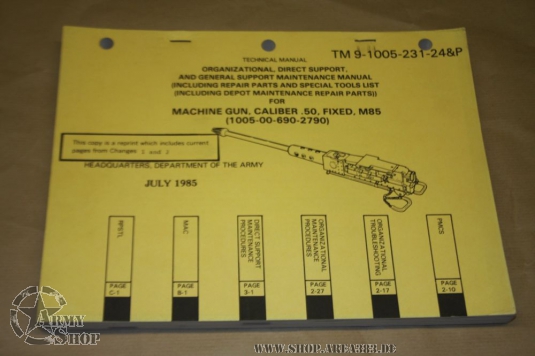 TM 9-1005-231-24&P
TECHNICAL MANUAL
ORGANIZATIONAL, DIRECT SUPPORT,
AND GENERAL SUPPORT MAINTENANCE MANUAL
(INCLUDING REPAIR PARTS AND SPECIAL TOOLS LIST
(INCLUDING DEPOT MAINTENANCE REPAIR PARTS))
FOR
MACHINE GUN, CALIBER .50, FIXED, M85
(1005-00-690-2790)
This copy is a reprint which includes current
pages from Changes 1 and 2
HEADQUARTERS, DEPARTMENT OF THE ARMY
JULY 1985
RPSTL
PAGE
C-1
MAC
PAGE
B-1
DIRECT SUPPORT
MAINTENANCE
PROCEDURES
PAGE
3-1
ORGANIZATIONAL
MAINTENANCE
PROCEDURES
PAGE
2-27
ORGANIZATIONAL
TROUBLESHOOTING
PAGE
2-17
PMCS
PAGE
2-10
ARMY
SHOP
WWW.SHOP.ARCAHB.DE